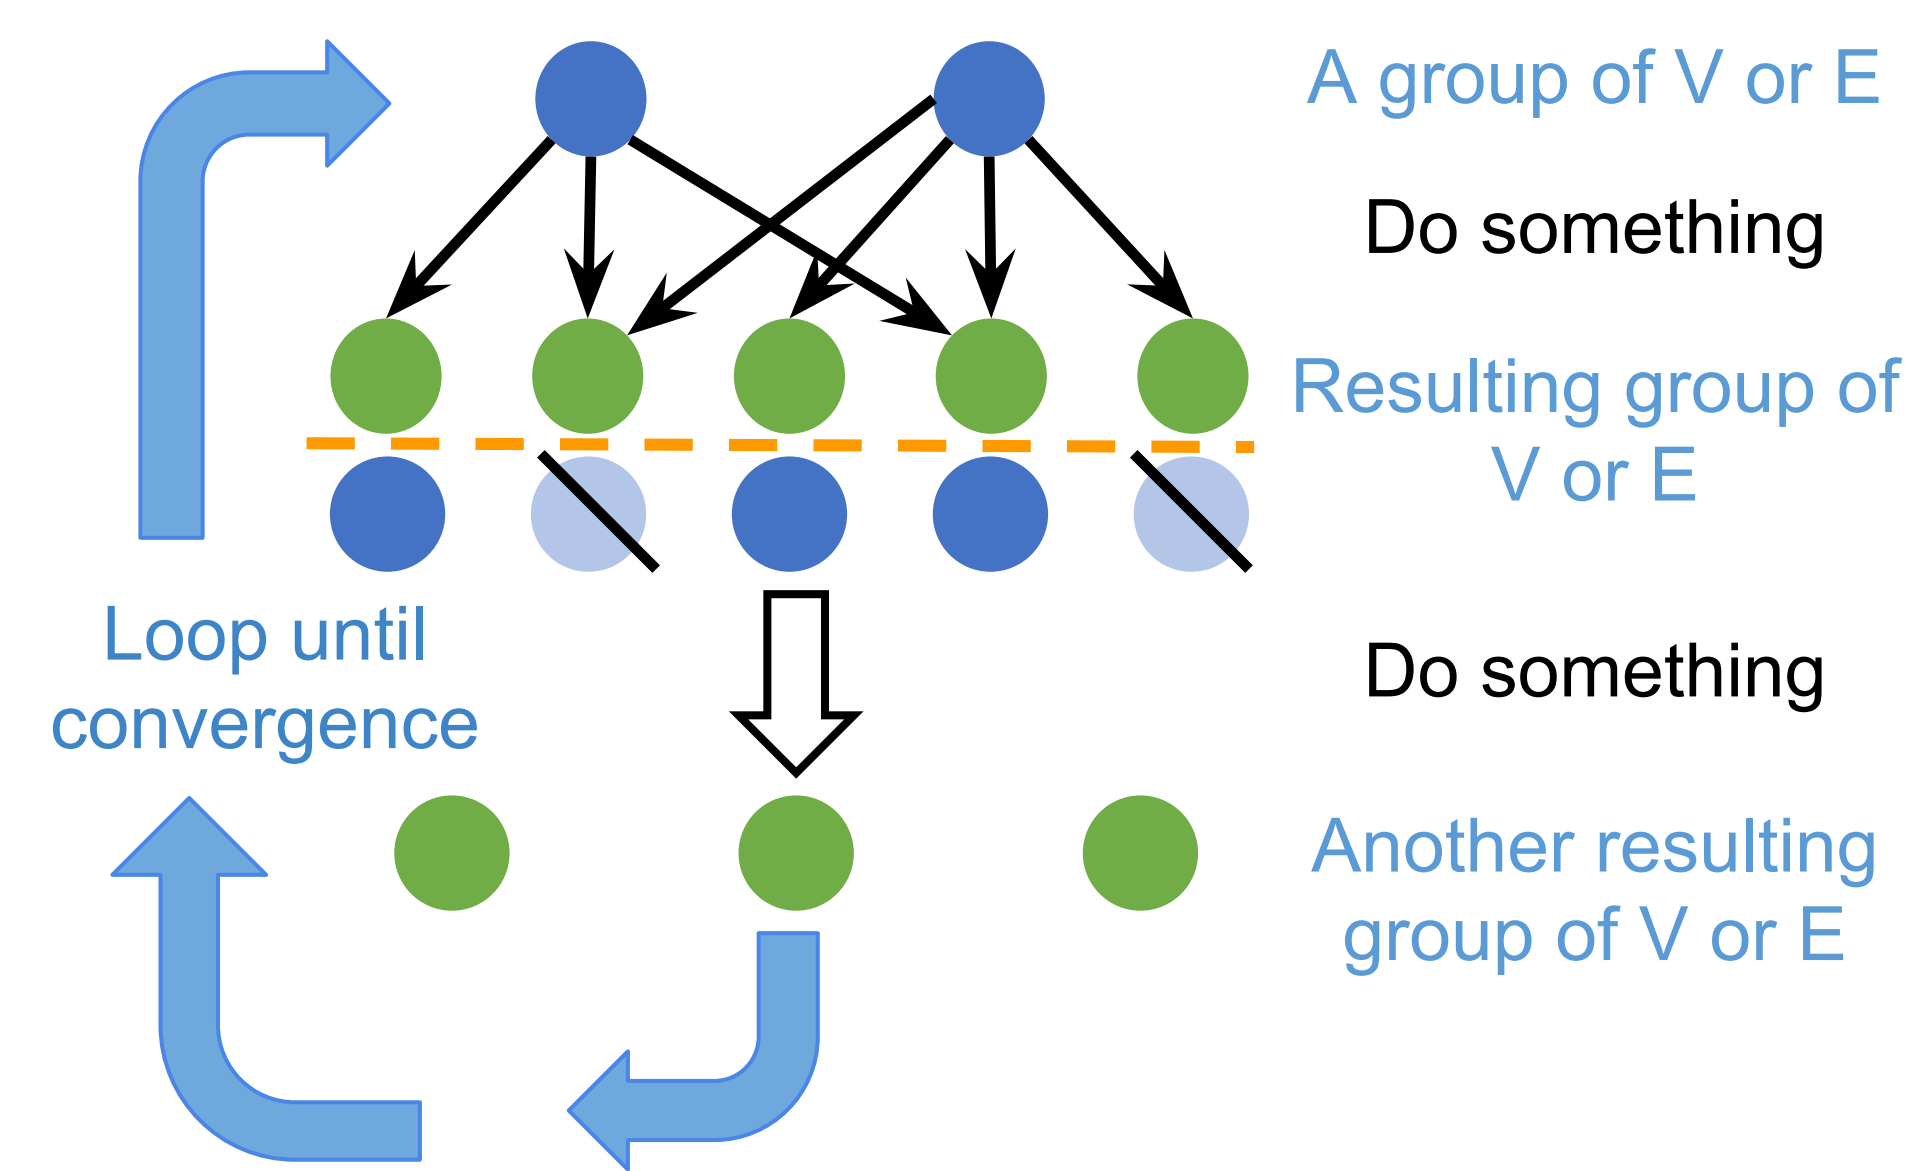 A group of V or E
Do something
Resulting group of
V or E
Loop until
convergence
Do something
Another resulting
group of V or E